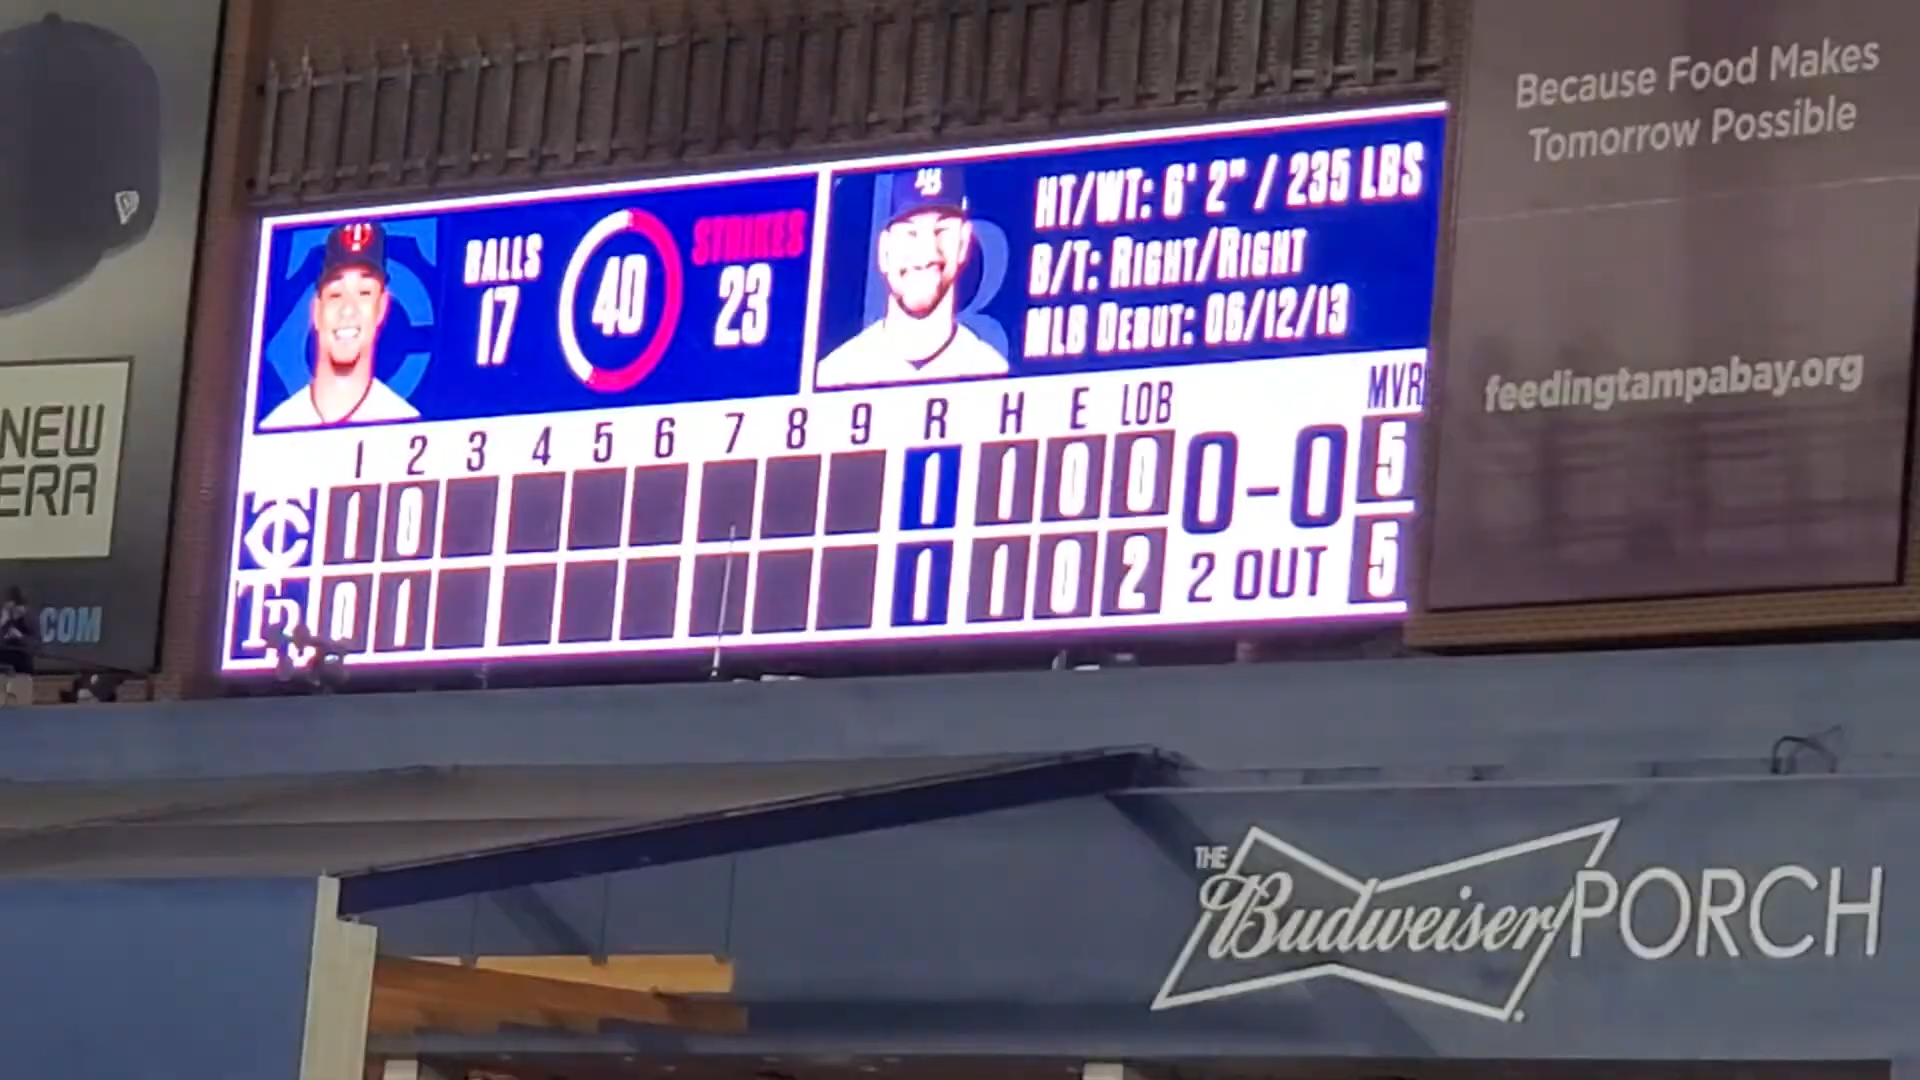 Because Food Makes
Tomorrow Possible
feedingtampabay.org
NEW
ERA
.COM
BALLS
17
40
STRIKES
23
HT/WT: 6' 2" / 235 LBS
B/T: RIGHT/RIGHT
MLB DEBUT: 06/12/13
1 2 3 4 5 6 7 8 9 R H E LOB MVR
TC 1 0 1 1 0 0 0-0 5
TB 0 1 1 1 0 2 2 OUT 5
THE
Budweiser PORCH